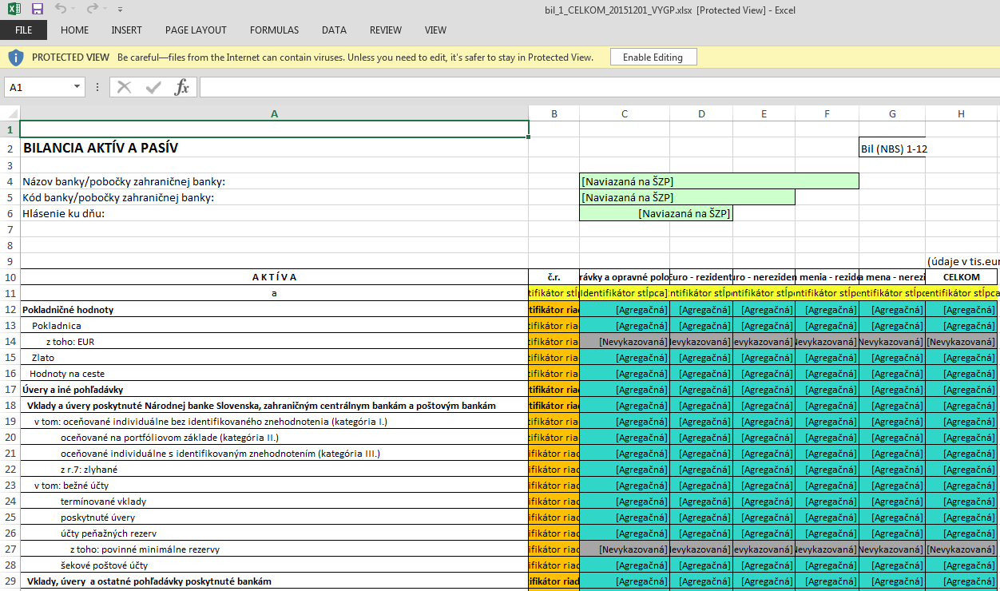 bil_1_CELKOM_20151201_VYGP.xlsx [Protected View] - Excel
FILE HOME INSERT PAGE LAYOUT FORMULAS DATA REVIEW VIEW
PROTECTED VIEW Be careful—files from the Internet can contain viruses. Unless you need to edit, it's safer to stay in Protected View. Enable Editing
A1 fx
A B C D E F G H
1
2 BILANCIA AKTÍV A PASÍV Bil (NBS) 1-12
3
4 Názov banky/pobočky zahraničnej banky: [Naviazaná na ŠZP]
5 Kód banky/pobočky zahraničnej banky: [Naviazaná na ŠZP]
6 Hlásenie ku dňu: [Naviazaná na ŠZP]
7
8
9 (údaje v tis.eur
10 A K T Í V A č.r. rávky a opravné polo Euro - rezident uro - nereziden menia - rezide a mena - nerezi CELKOM
11 a tifikátor stĺp Identifikátor stĺpca] entifikátor stĺpc entifikátor stĺpc entifikátor stĺpc entifikátor stĺpc entifikátor stĺpca
12 Pokladničné hodnoty tifikátor riad [Agregačná] [Agregačná] [Agregačná] [Agregačná] [Agregačná] [Agregačná]
13 Pokladnica tifikátor riad [Agregačná] [Agregačná] [Agregačná] [Agregačná] [Agregačná] [Agregačná]
14 z toho: EUR tifikátor riad [Nevykazovaná] Nevykazovaná] evykazovaná] Nevykazovaná] Nevykazovaná] [Nevykazovaná]
15 Zlato tifikátor riad [Agregačná] [Agregačná] [Agregačná] [Agregačná] [Agregačná] [Agregačná]
16 Hodnoty na ceste tifikátor riad [Agregačná] [Agregačná] [Agregačná] [Agregačná] [Agregačná] [Agregačná]
17 Úvery a iné pohľadávky tifikátor riad [Agregačná] [Agregačná] [Agregačná] [Agregačná] [Agregačná] [Agregačná]
18 Vklady a úvery poskytnuté Národnej banke Slovenska, zahraničným centrálnym bankám a poštovým bankám tifikátor riad [Agregačná] [Agregačná] [Agregačná] [Agregačná] [Agregačná] [Agregačná]
19 v tom: oceňované individuálne bez identifikovaného znehodnotenia (kategória I.) tifikátor riad [Agregačná] [Agregačná] [Agregačná] [Agregačná] [Agregačná] [Agregačná]
20 oceňované na portfóliovom základe (kategória II.) tifikátor riad [Agregačná] [Agregačná] [Agregačná] [Agregačná] [Agregačná] [Agregačná]
21 oceňované individuálne s identifikovaným znehodnotením (kategória III.) tifikátor riad [Agregačná] [Agregačná] [Agregačná] [Agregačná] [Agregačná] [Agregačná]
22 z r.7: zlyhané ifikátor riad [Agregačná] [Agregačná] [Agregačná] [Agregačná] [Agregačná] [Agregačná]
23 v tom: bežné účty ifikátor riad [Agregačná] [Agregačná] [Agregačná] [Agregačná] [Agregačná] [Agregačná]
24 termínované vklady ifikátor riad [Agregačná] [Agregačná] [Agregačná] [Agregačná] [Agregačná] [Agregačná]
25 poskytnuté úvery ifikátor riad [Agregačná] [Agregačná] [Agregačná] [Agregačná] [Agregačná] [Agregačná]
26 účty peňažných rezerv ifikátor riad [Agregačná] [Agregačná] [Agregačná] [Agregačná] [Agregačná] [Agregačná]
27 z toho: povinné minimálne rezervy ifikátor riad [Nevykazovaná] Nevykazovaná] evykazovaná] Nevykazovaná] Nevykazovaná] [Nevykazovaná]
28 šekové poštové účty ifikátor riad [Agregačná] [Agregačná] [Agregačná] [Agregačná] [Agregačná] [Agregačná]
29 Vklady, úvery a ostatné pohľadávky poskytnuté bankám ifikátor riad [Agregačná] [Agregačná] [Agregačná] [Agregačná] [Agregačná] [Agregačná]